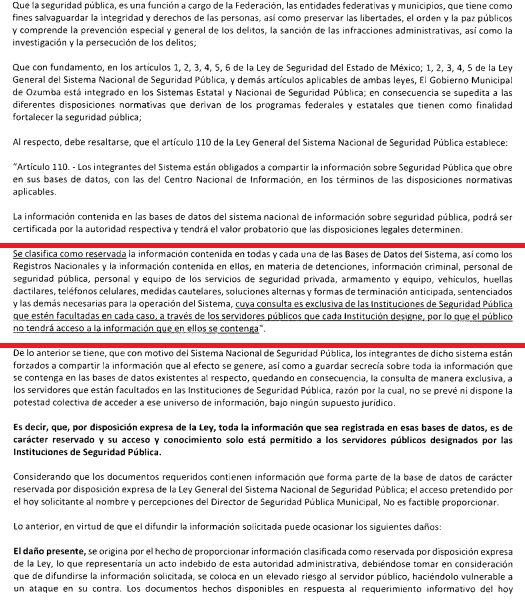 Que la seguridad pública, es una función a cargo de la Federación, las entidades federativas y municipios, que tiene como
fines salvaguardar la integridad y derechos de las personas, así como preservar las libertades, el orden y la paz públicos
y comprende la prevención especial y general de los delitos, la sanción de las infracciones administrativas, así como la
investigación y la persecución de los delitos;
Que con fundamento, en los artículos 1, 2, 3, 4, 5, 6 de la Ley de Seguridad del Estado de México; 1, 2, 3, 4, 5 de la Ley
General del Sistema Nacional de Seguridad Pública, y demás artículos aplicables de ambas leyes, El Gobierno Municipal
de Ozumba está integrado en los Sistemas Estatal y Nacional de Seguridad Pública; en consecuencia se supedita a las
diferentes disposiciones normativas que derivan de los programas federales y estatales que tienen como finalidad
fortalecer la seguridad pública;
Al respecto, debe resaltarse, que el artículo 110 de la Ley General del Sistema Nacional de Seguridad Pública establece:
"Artículo 110. - Los integrantes del Sistema están obligados a compartir la información sobre Seguridad Pública que obre
en sus bases de datos, con las del Centro Nacional de Información, en los términos de las disposiciones normativas
aplicables.
La información contenida en las bases de datos del sistema nacional de información sobre seguridad pública, podrá ser
certificada por la autoridad respectiva y tendrá el valor probatorio que las disposiciones legales determinen.
Se clasifica como reservada la información contenida en todas y cada una de las Bases de Datos del Sistema, así como los
Registros Nacionales y la información contenida en ellos, en materia de detenciones, información criminal, personal de
seguridad pública, personal y equipo de los servicios de seguridad privada, armamento y equipo, vehículos, huellas
dactilares, teléfonos celulares, medidas cautelares, soluciones alternas y formas de terminación anticipada, sentenciados
y las demás necesarias para la operación del Sistema, cuya consulta es exclusiva de las Instituciones de Seguridad Pública
que estén facultadas en cada caso, a través de los servidores públicos que cada Institución designe, por lo que el público
no tendrá acceso a la información que en ellos se contenga".
De lo anterior se tiene, que con motivo del Sistema Nacional de Seguridad Pública, los integrantes de dicho sistema están
forzados a compartir la información que al efecto se genere, así como a guardar secrecía sobre toda la información que
se contenga en las bases de datos existentes al respecto, quedando en consecuencia, la consulta de manera exclusiva, a
los servidores que están facultados en las Instituciones de Seguridad Pública, razón por la cual, no se prevé ni dispone la
potestad colectiva de acceder a ese universo de información, bajo ningún supuesto jurídico.
Es decir, que, por disposición expresa de la Ley, toda la información que sea registrada en esas bases de datos, es de
carácter reservado y su acceso y conocimiento solo está permitido a los servidores públicos designados por las
Instituciones de Seguridad Pública.
Considerando que los documentos requeridos contienen información que forma parte de la base de datos de carácter
reservada por disposición expresa de la Ley General del Sistema Nacional de Seguridad Pública; el acceso pretendido por
el hoy solicitante al nombre y percepciones del Director de Seguridad Pública Municipal, No es factible proporcionar.
Lo anterior, en virtud de que el difundir la información solicitada puede ocasionar los siguientes daños:
El daño presente, se origina por el hecho de proporcionar información clasificada como reservada por disposición expresa
de la Ley, lo que representaría un acto indebido de esta autoridad administrativa, debiéndose tomar en consideración
que de difundirse la información solicitada, se coloca en un elevado riesgo al servidor público, haciéndolo vulnerable a
un ataque en su contra. Los documentos hechos disponibles en respuesta al requerimiento informativo del hoy